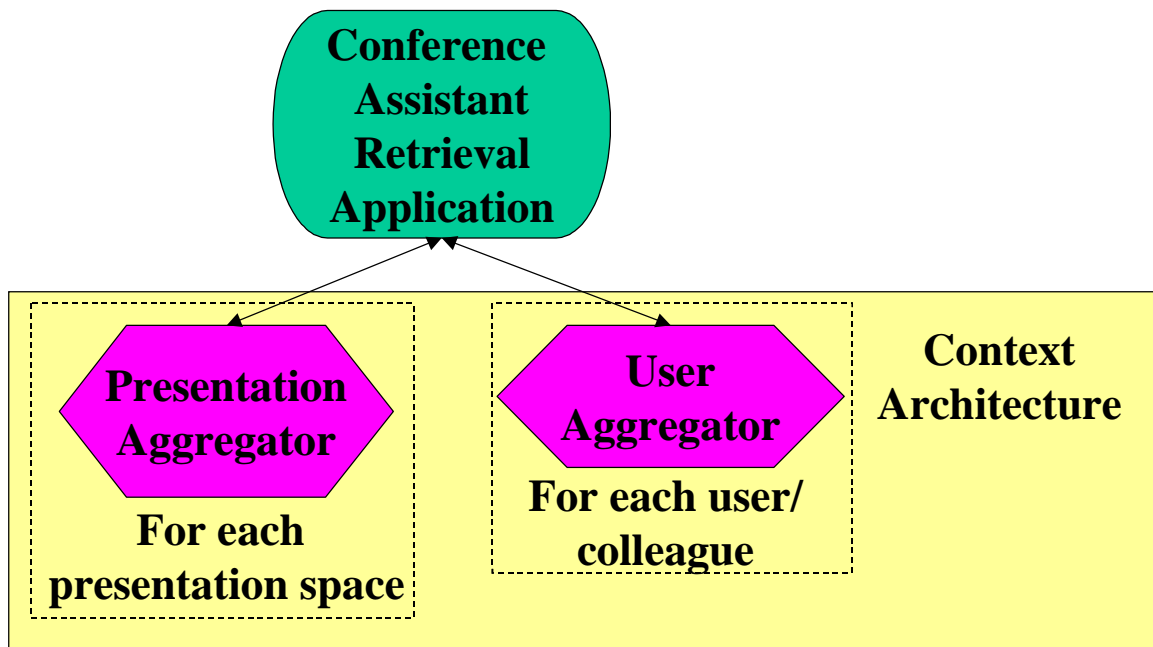 Conference
Assistant
Retrieval
Application
Presentation
Aggregator
For each
presentation space
User
Aggregator
For each user/
colleague
Context
Architecture